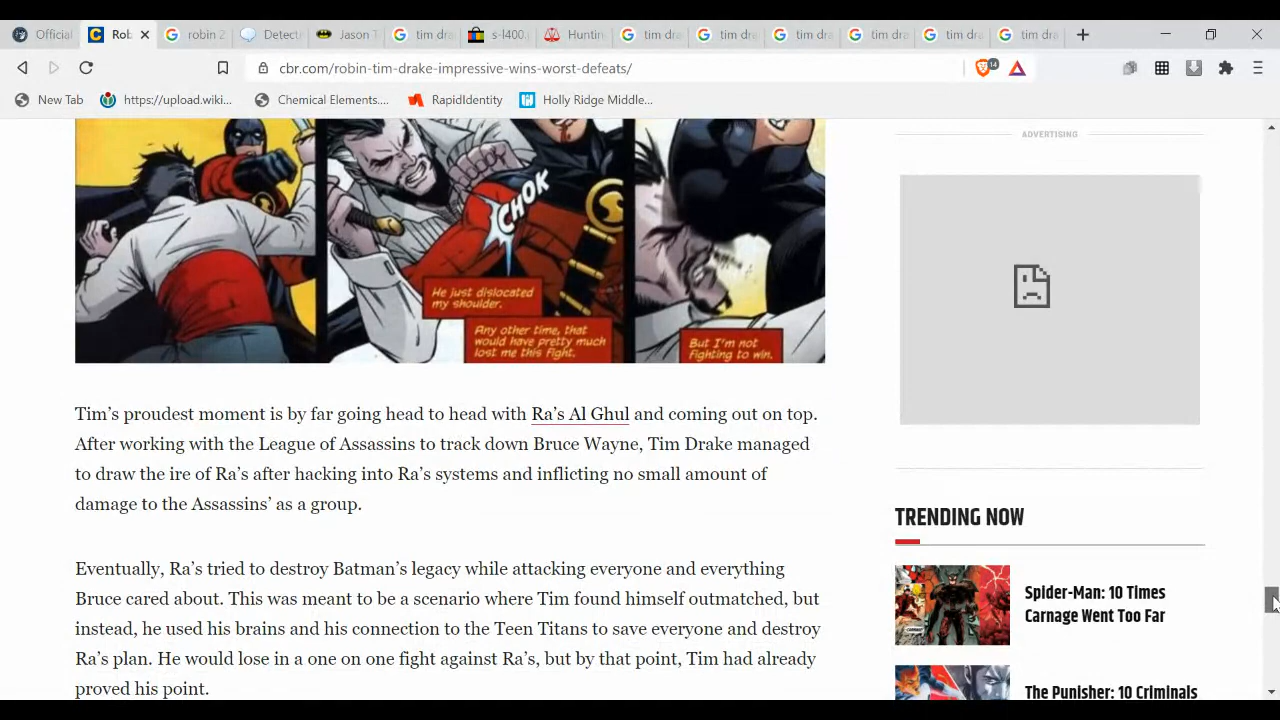 Official
Rob
robin 2
Detecti
Jason T
tim dra
s-l400.j
Huntin
tim dra
tim dra
tim dra
tim dra
tim dra
tim dra
cbr.com/robin-tim-drake-impressive-wins-worst-defeats/
14
New Tab
https://upload.wiki...
Chemical Elements....
RapidIdentity
Holly Ridge Middle...
CHOK
He just dislocated
my shoulder.
Any other time, that
would have pretty much
lost me this fight.
But I'm not
fighting to win.
Tim's proudest moment is by far going head to head with Ra's Al Ghul and coming out on top.
After working with the League of Assassins to track down Bruce Wayne, Tim Drake managed
to draw the ire of Ra's after hacking into Ra's systems and inflicting no small amount of
damage to the Assassins' as a group.
Eventually, Ra's tried to destroy Batman's legacy while attacking everyone and everything
Bruce cared about. This was meant to be a scenario where Tim found himself outmatched, but
instead, he used his brains and his connection to the Teen Titans to save everyone and destroy
Ra's plan. He would lose in a one on one fight against Ra's, but by that point, Tim had already
proved his point.
ADVERTISING
TRENDING NOW
Spider-Man: 10 Times
Carnage Went Too Far
The Punisher: 10 Criminals